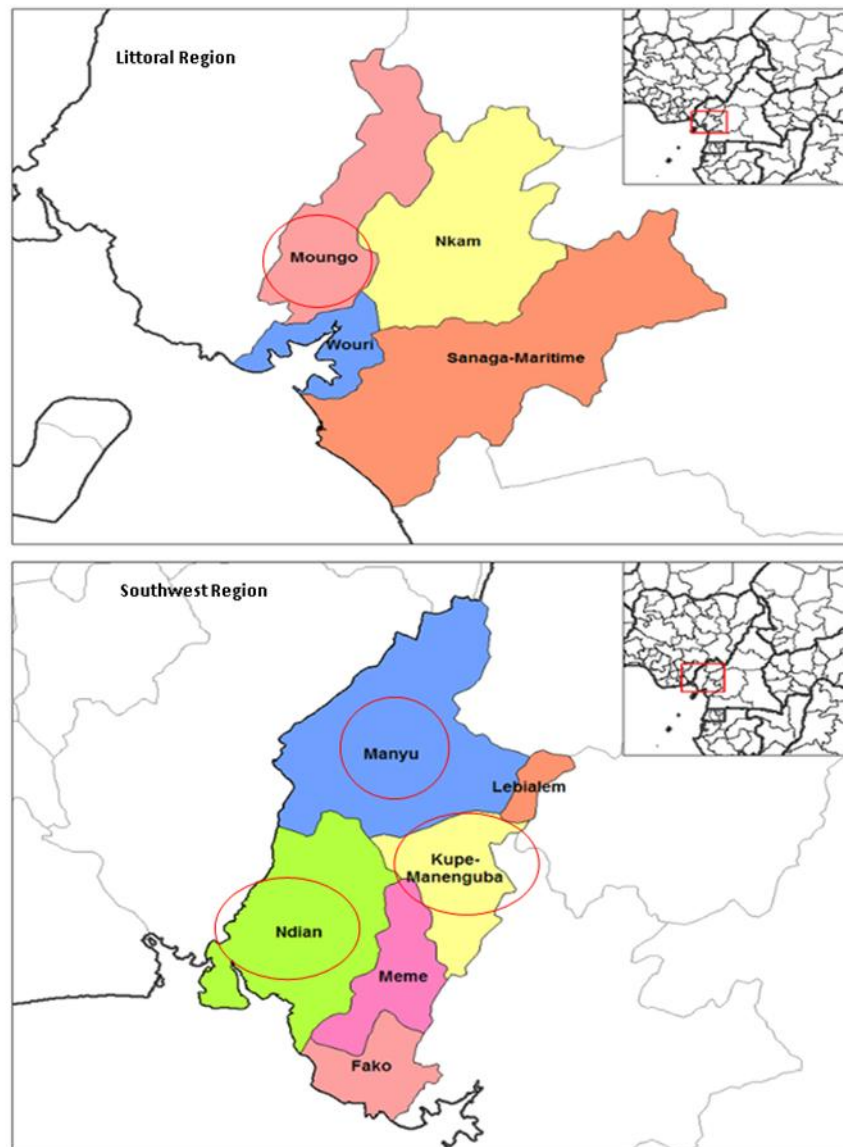 Littoral Region
Moungo
Nkam
Wouri
Sanaga-Maritime
Southwest Region
Manyu
Lebialem
Kupe-
Manenguba
Ndian
Meme
Fako